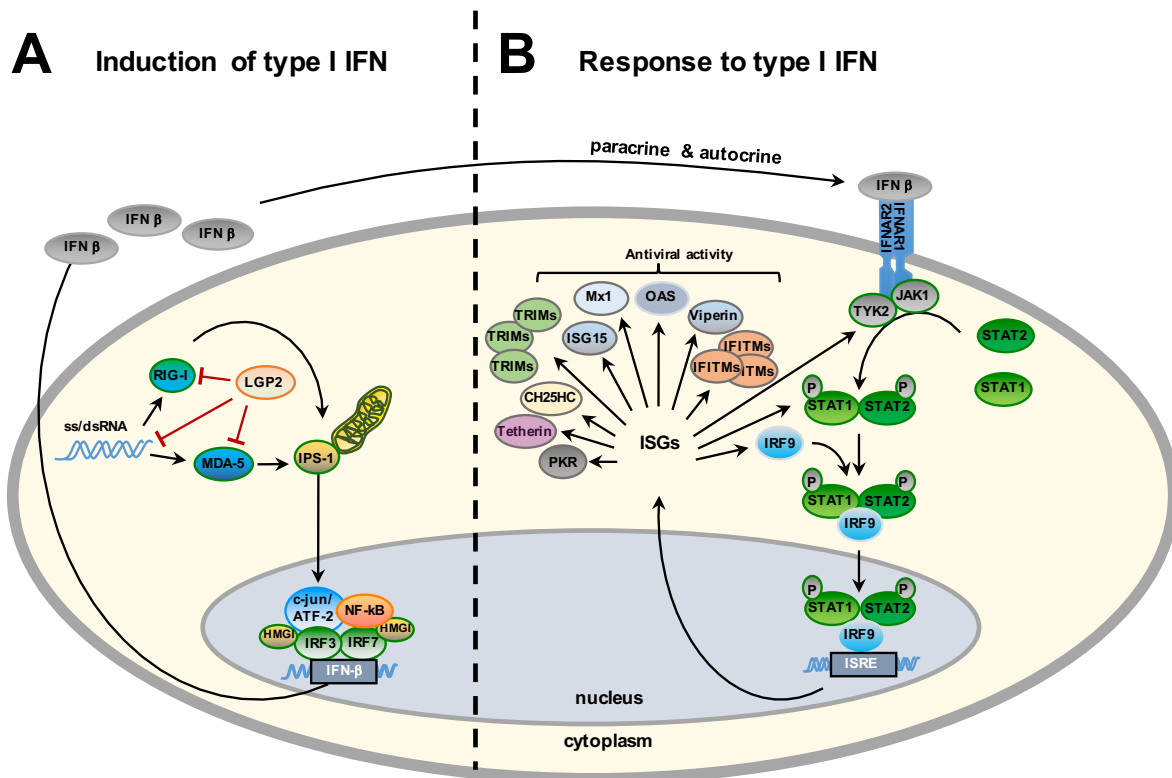 A
Induction of type I IFN
B
Response to type I IFN
paracrine & autocrine
IFN β
IFN β
IFN β
IFN β
IFNAR2
IFNAR1
TYK2
JAK1
STAT2
STAT1
Antiviral activity
TRIMs
TRIMs
TRIMs
ISG15
Mx1
OAS
Viperin
IFITMs
IFITMs
ITMs
CH25HC
Tetherin
PKR
ISGs
IRF9
P
P
STAT1
STAT2
P
P
STAT1
STAT2
IRF9
P
P
STAT1
STAT2
IRF9
ISRE
RIG-I
LGP2
ss/dsRNA
MDA-5
IPS-1
c-jun/
ATF-2
NF-kB
HMGI
HMGI
IRF3
IRF7
IFN-β
nucleus
cytoplasm